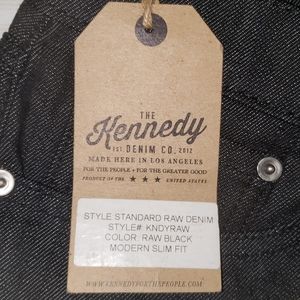 THE
Kennedy
EST. DENIM CO. 2012
MADE HERE IN LOS ANGELES
FOR THE PEOPLE • FOR THE GREATER GOOD
PRODUCT OF THE ★ ★ ★ UNITED STATES
STYLE STANDARD RAW DENIM
STYLE# KNDYRAW
COLOR: RAW BLACK
MODERN SLIM FIT
WWW.KENNEDYFORTHEPEOPLE.COM